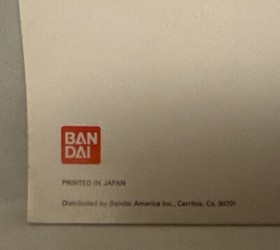 BAN
DAI
PRINTED IN JAPAN
Distributed by Bandai America Inc., Cerritos, Ca. 90701